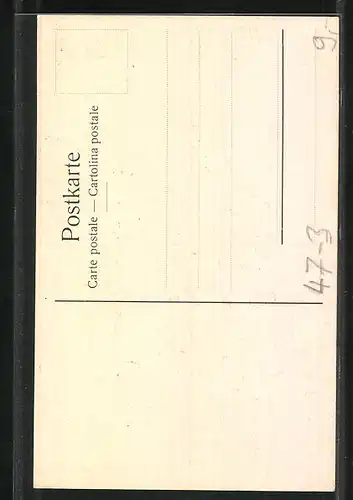 Postkarte
Carte postale — Cartolina postale
9,-
47-3